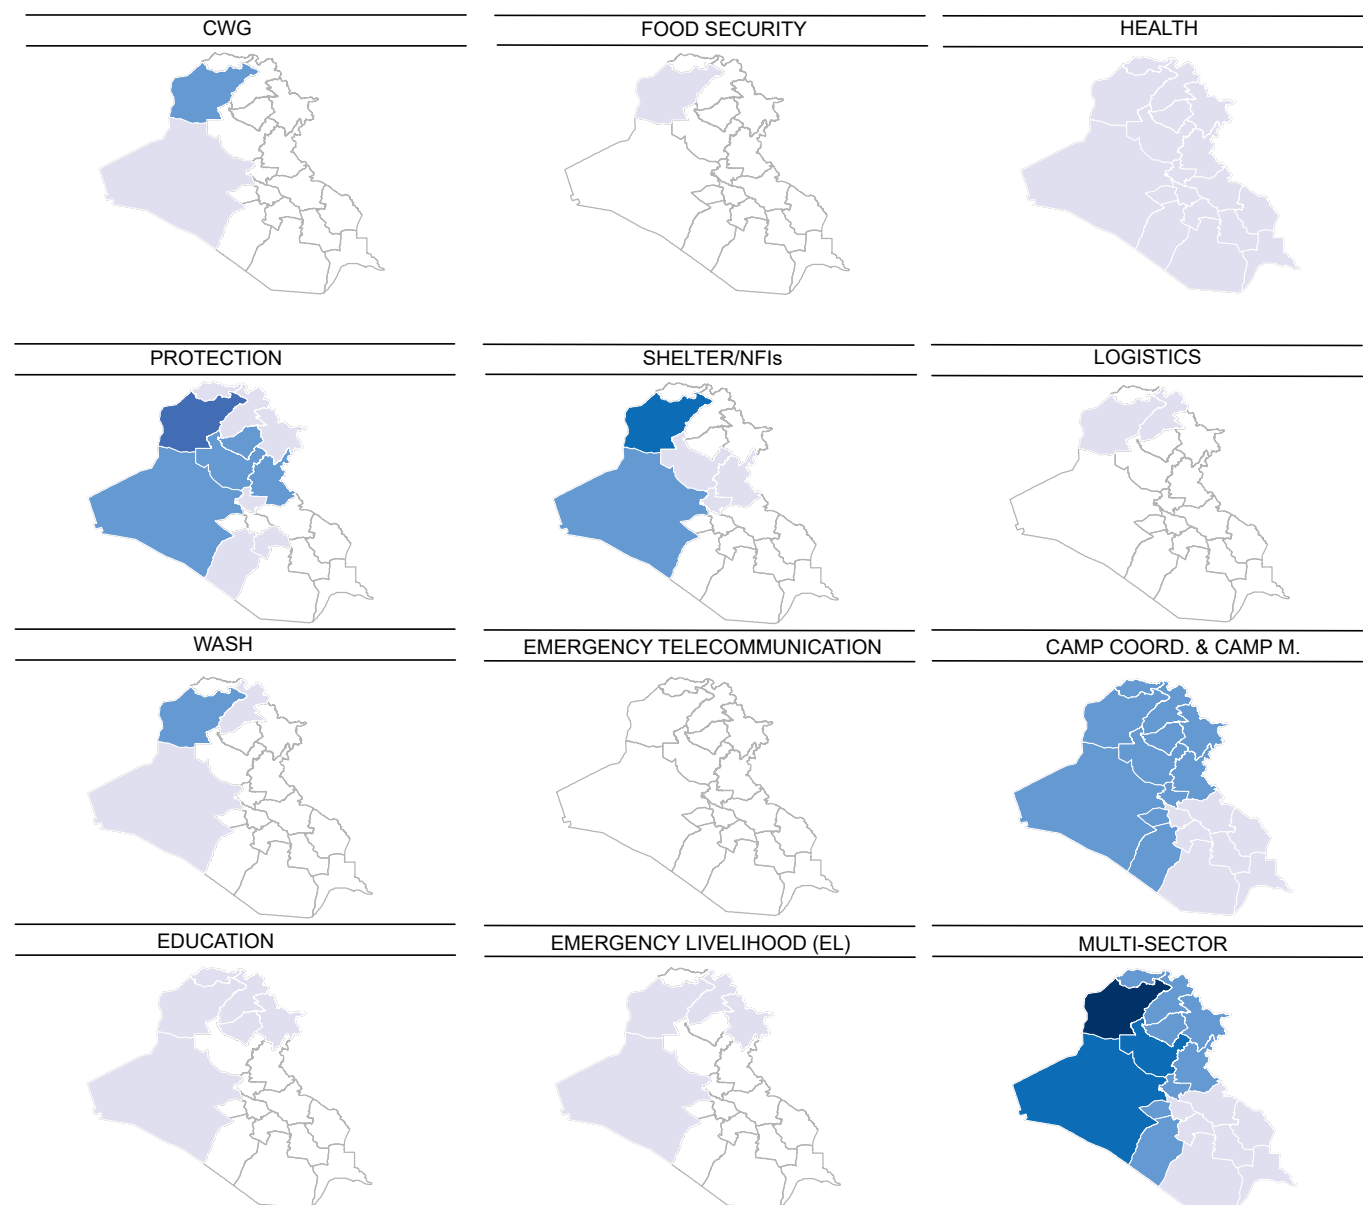 CWG
FOOD SECURITY
HEALTH
PROTECTION
SHELTER/NFIs
LOGISTICS
WASH
EMERGENCY TELECOMMUNICATION
CAMP COORD. & CAMP M.
EDUCATION
EMERGENCY LIVELIHOOD (EL)
MULTI-SECTOR